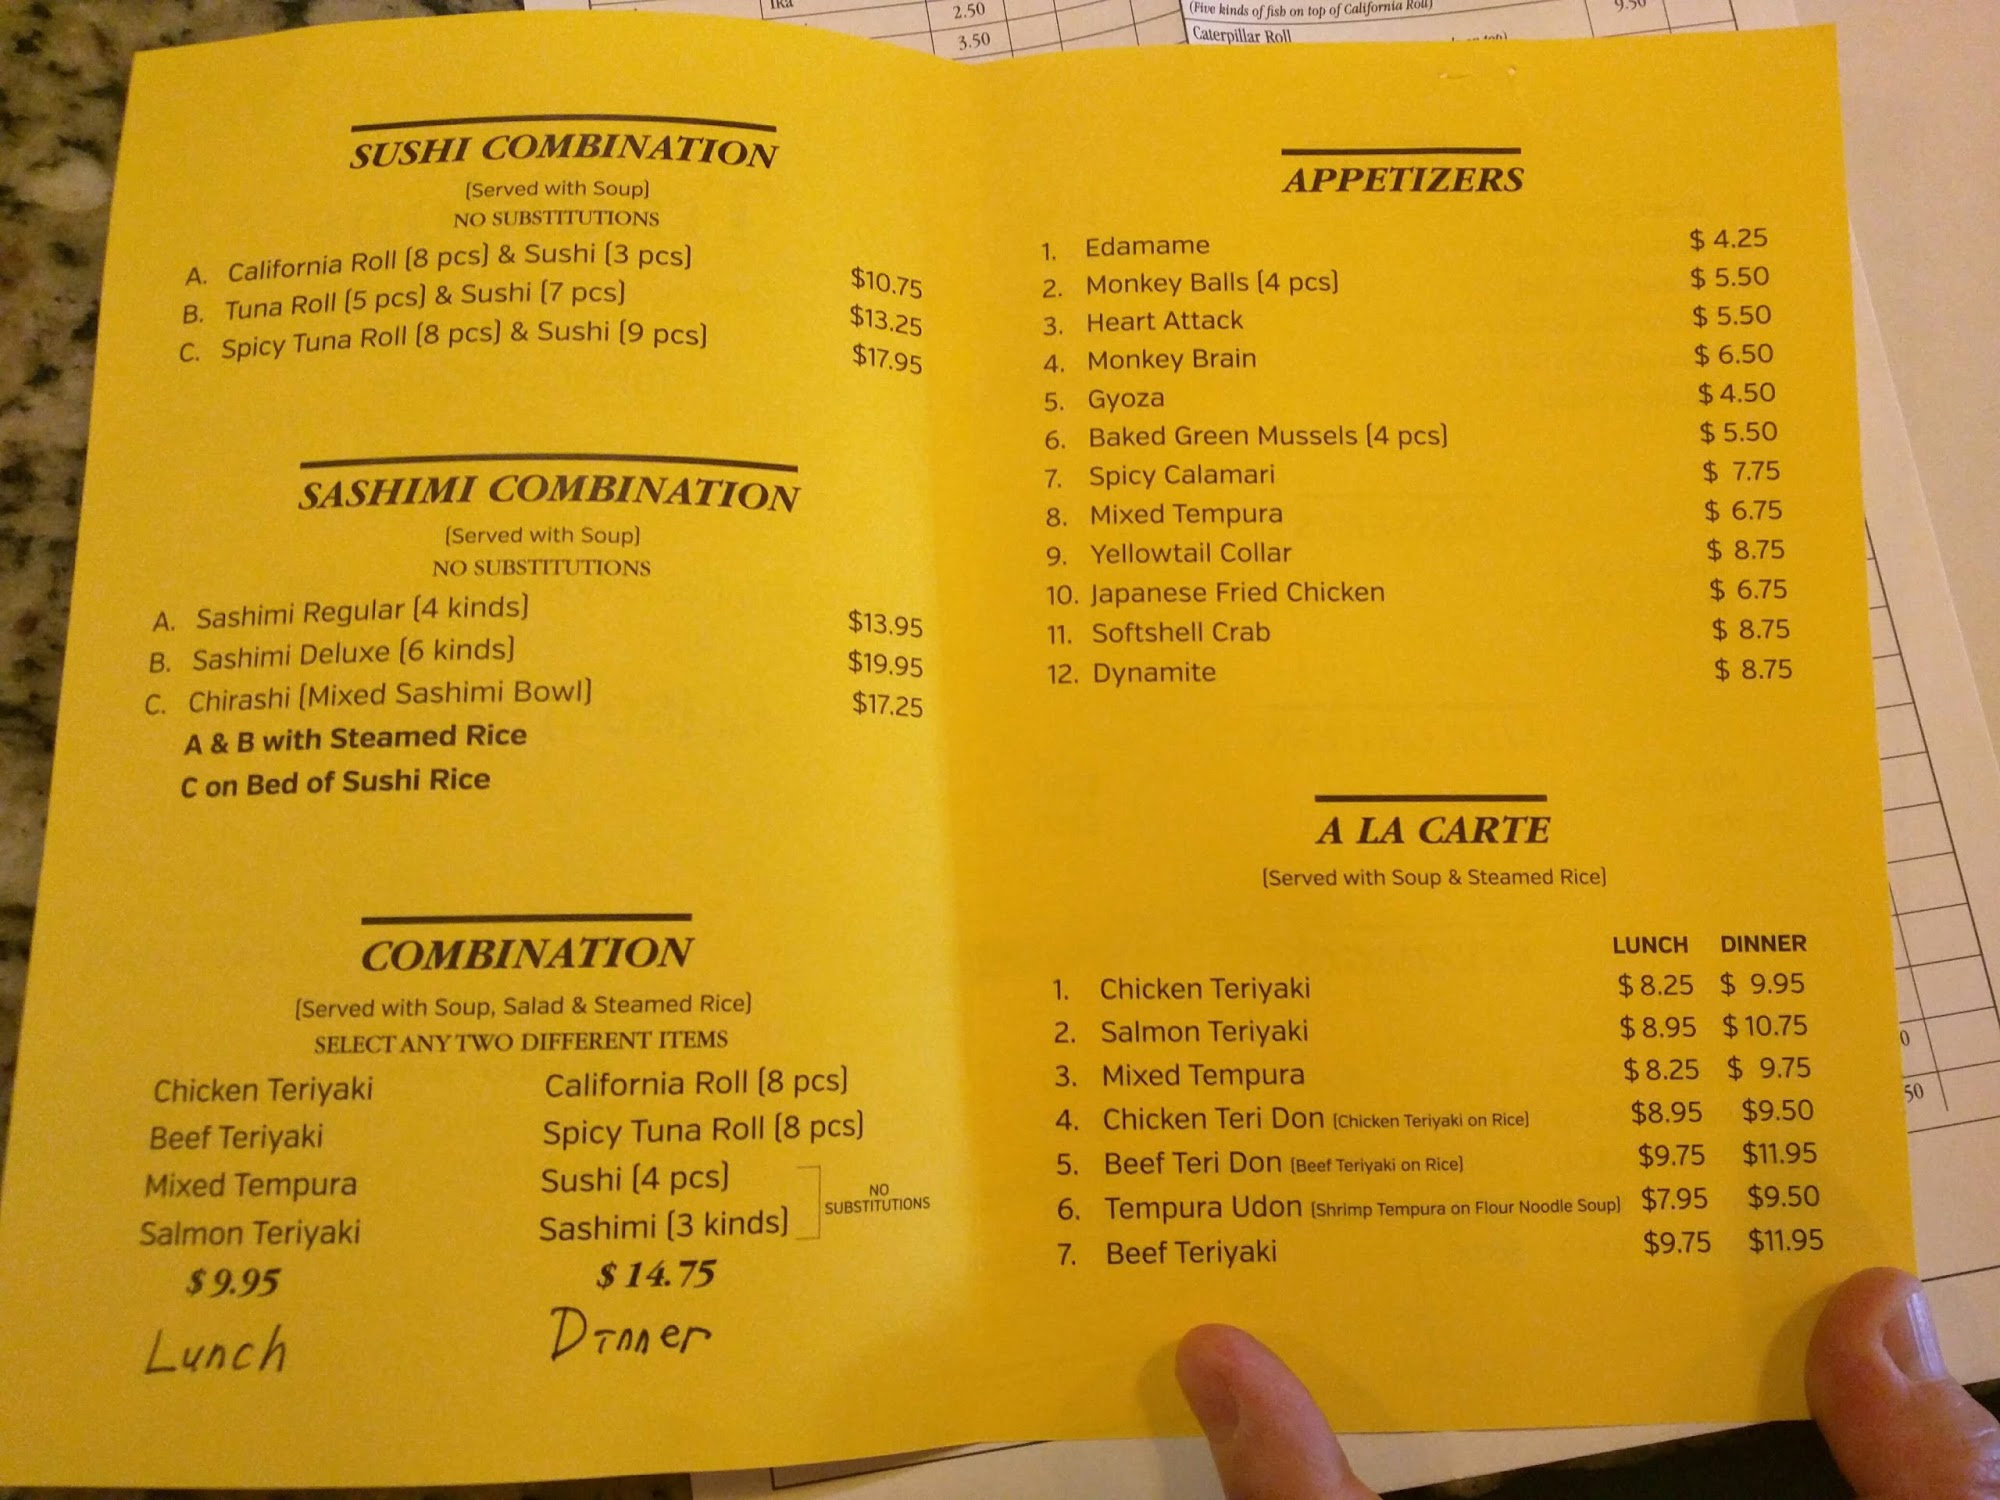 Ika
2.50
3.50
(Five kinds of fish on top of California Roll)
9.50
Caterpillar Roll
SUSHI COMBINATION
(Served with Soup)
NO SUBSTITUTIONS
A. California Roll (8 pcs) & Sushi (3 pcs) $10.75
B. Tuna Roll (5 pcs) & Sushi (7 pcs) $13.25
C. Spicy Tuna Roll (8 pcs) & Sushi (9 pcs) $17.95
SASHIMI COMBINATION
(Served with Soup)
NO SUBSTITUTIONS
A. Sashimi Regular (4 kinds) $13.95
B. Sashimi Deluxe (6 kinds) $19.95
C. Chirashi (Mixed Sashimi Bowl) $17.25
A & B with Steamed Rice
C on Bed of Sushi Rice
COMBINATION
(Served with Soup, Salad & Steamed Rice)
SELECT ANY TWO DIFFERENT ITEMS
Chicken Teriyaki California Roll (8 pcs)
Beef Teriyaki Spicy Tuna Roll (8 pcs)
Mixed Tempura Sushi (4 pcs)
Salmon Teriyaki Sashimi (3 kinds)
NO
SUBSTITUTIONS
$9.95 $14.75
Lunch Dinner
APPETIZERS
1. Edamame $4.25
2. Monkey Balls (4 pcs) $5.50
3. Heart Attack $5.50
4. Monkey Brain $6.50
5. Gyoza $4.50
6. Baked Green Mussels (4 pcs) $5.50
7. Spicy Calamari $7.75
8. Mixed Tempura $6.75
9. Yellowtail Collar $8.75
10. Japanese Fried Chicken $6.75
11. Softshell Crab $8.75
12. Dynamite $8.75
A LA CARTE
(Served with Soup & Steamed Rice)
LUNCH DINNER
1. Chicken Teriyaki $8.25 $9.95
2. Salmon Teriyaki $8.95 $10.75
3. Mixed Tempura $8.25 $9.75
4. Chicken Teri Don (Chicken Teriyaki on Rice) $8.95 $9.50
5. Beef Teri Don (Beef Teriyaki on Rice) $9.75 $11.95
6. Tempura Udon (Shrimp Tempura on Flour Noodle Soup) $7.95 $9.50
7. Beef Teriyaki $9.75 $11.95
0
50